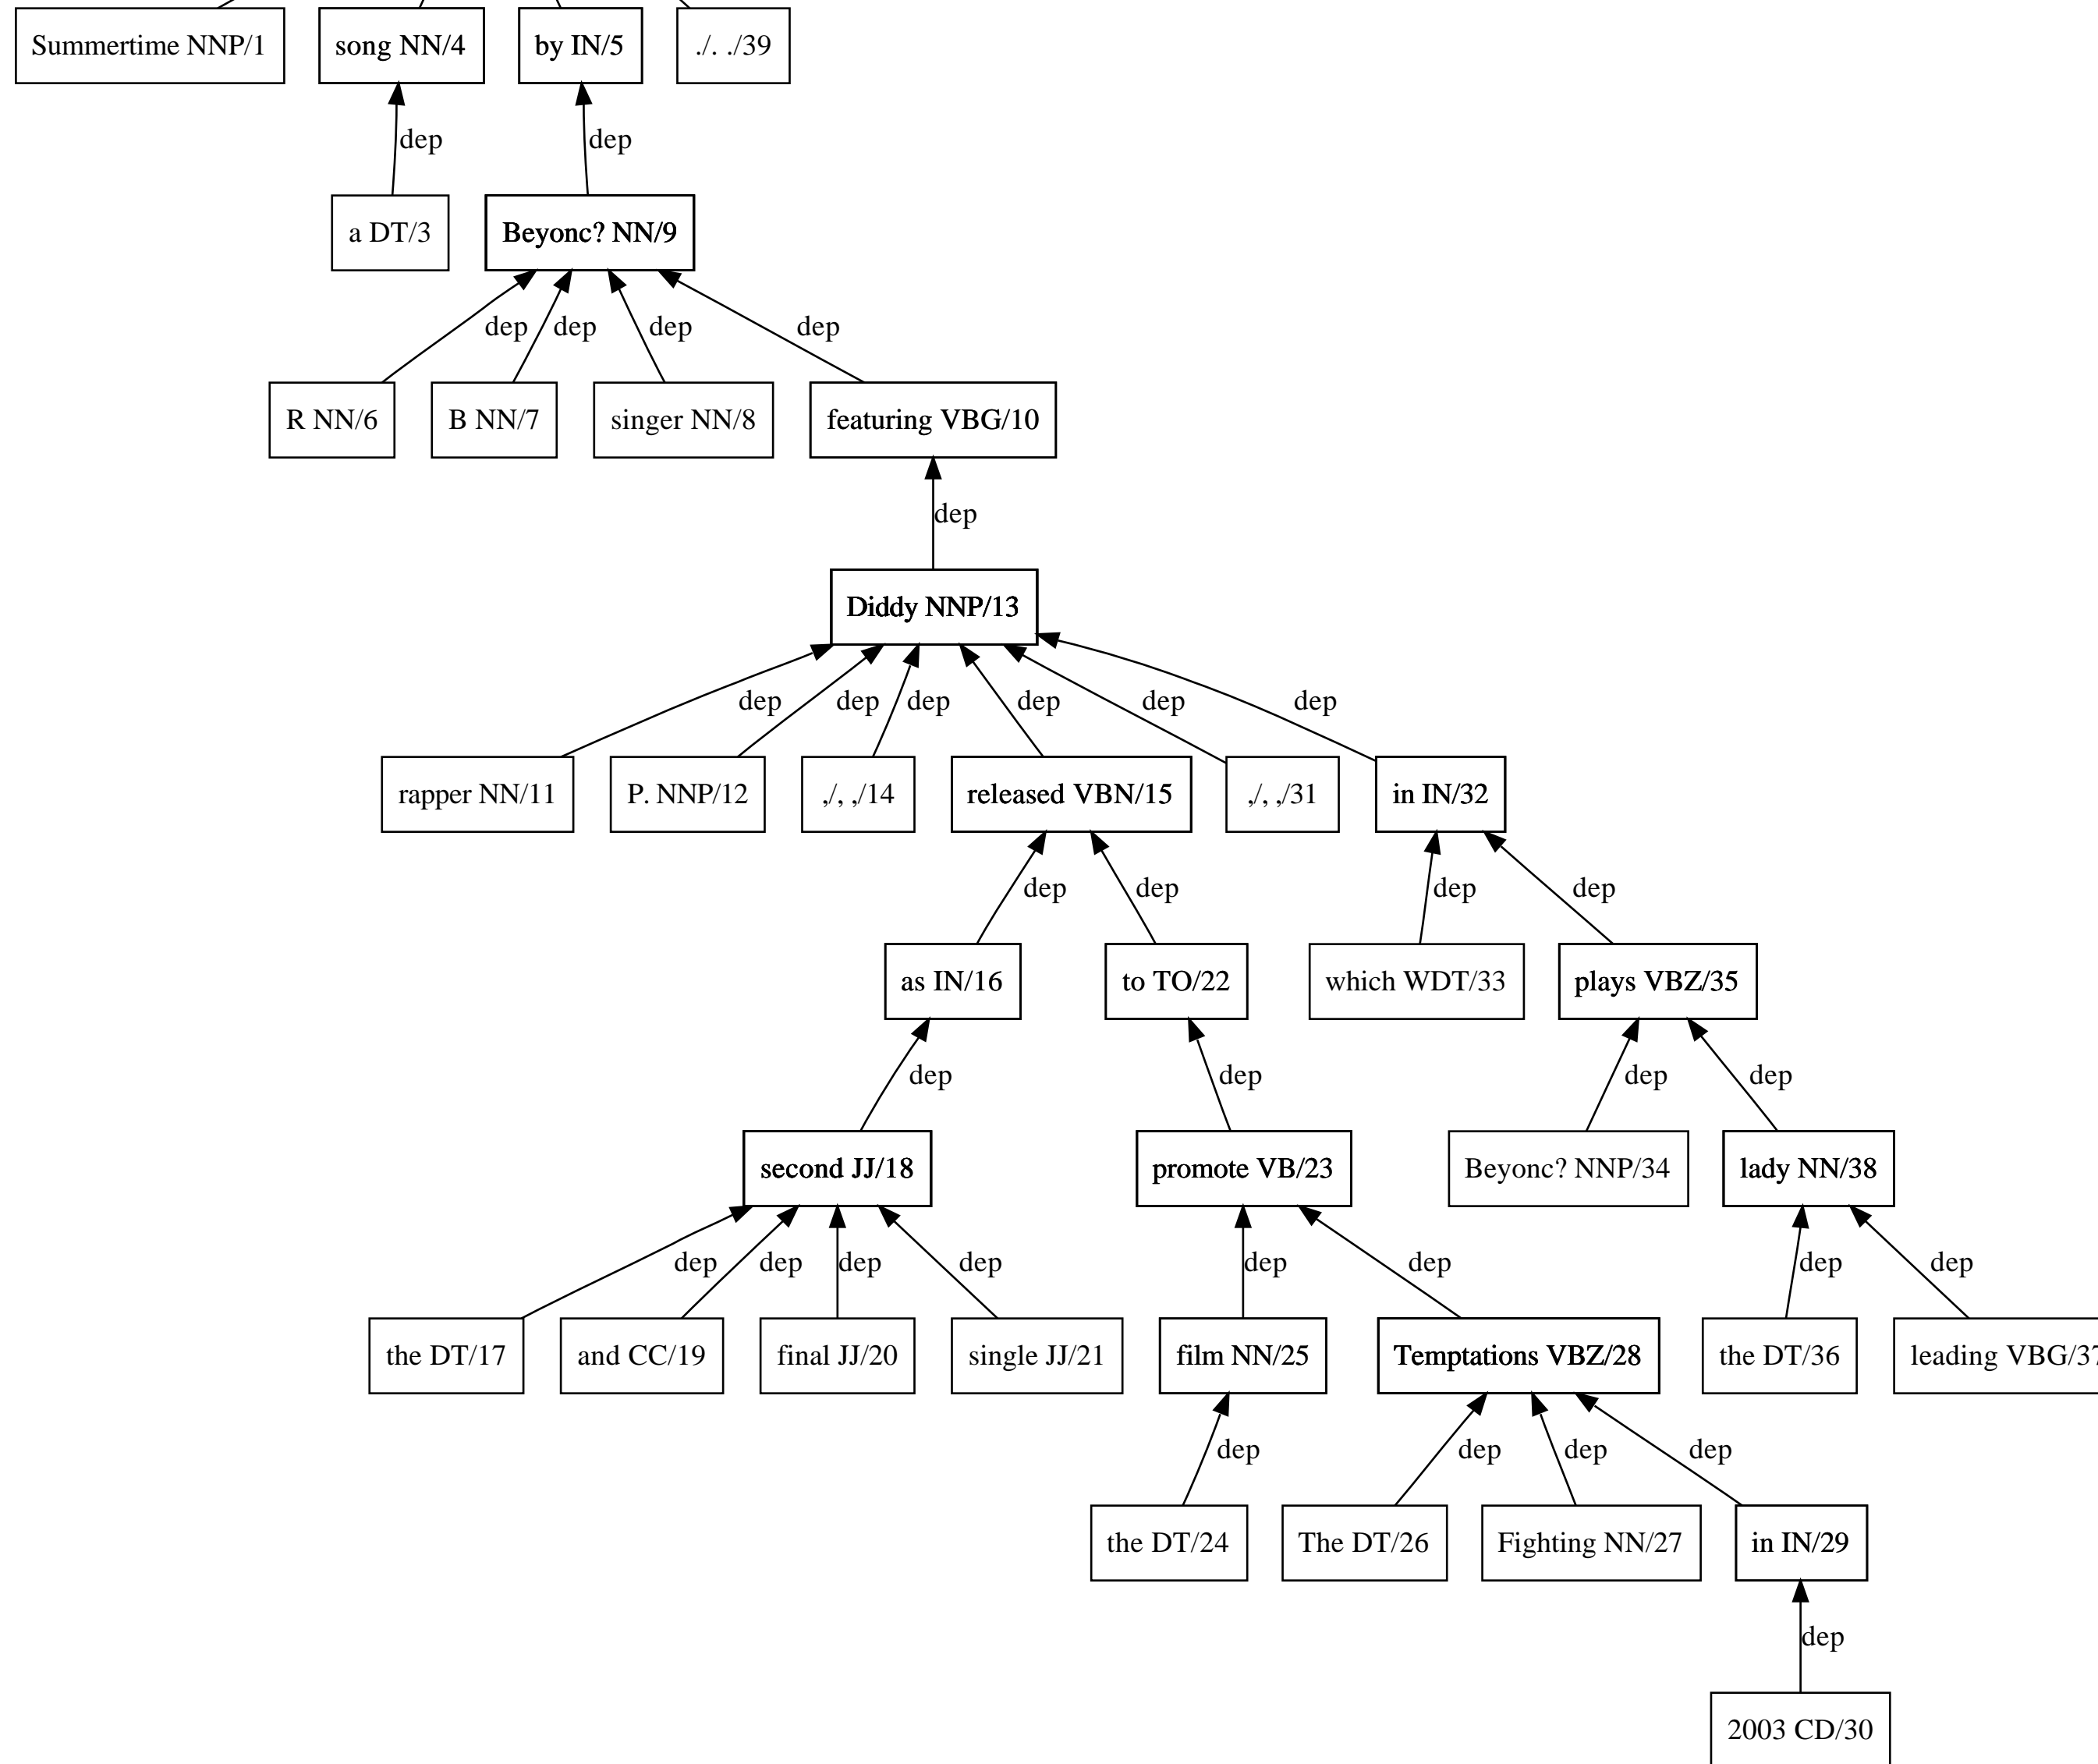 Summertime NNP/1 song NN/4 by IN/5 ./. ./39
dep dep
a DT/3 Beyonc? NN/9
dep dep dep dep
R NN/6 B NN/7 singer NN/8 featuring VBG/10
dep
Diddy NNP/13
dep dep dep dep dep dep
rapper NN/11 P. NNP/12 ,/, ,/14 released VBN/15 ,/, ,/31 in IN/32
dep dep dep dep
as IN/16 to TO/22 which WDT/33 plays VBZ/35
dep dep dep dep
second JJ/18 promote VB/23 Beyonc? NNP/34 lady NN/38
dep dep dep dep dep dep dep dep
the DT/17 and CC/19 final JJ/20 single JJ/21 film NN/25 Temptations VBZ/28 the DT/36 leading VBG/37
dep dep dep dep
the DT/24 The DT/26 Fighting NN/27 in IN/29
dep
2003 CD/30